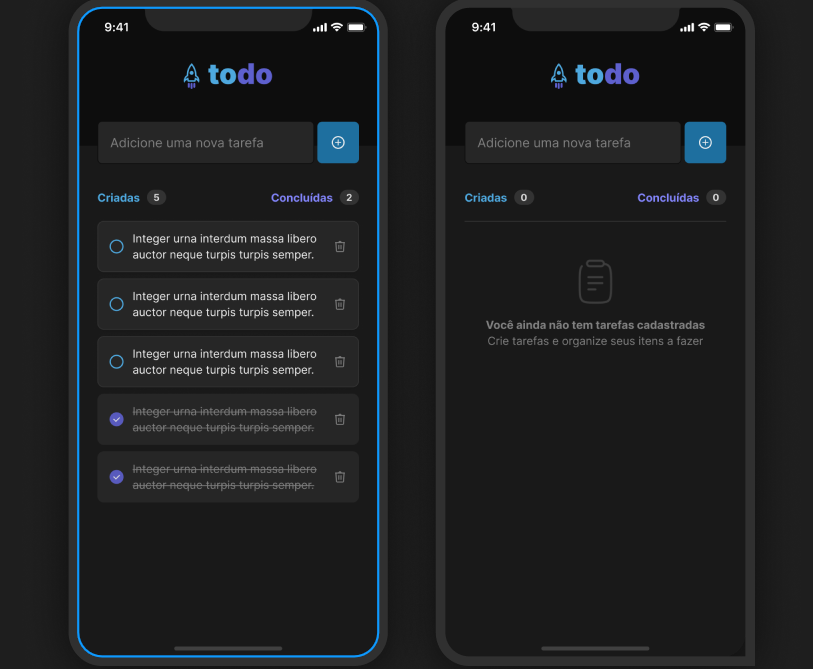 9:41
todo
Adicione uma nova tarefa
Criadas 5 Concluídas 2
Integer urna interdum massa libero
auctor neque turpis turpis semper.
Integer urna interdum massa libero
auctor neque turpis turpis semper.
Integer urna interdum massa libero
auctor neque turpis turpis semper.
Integer urna interdum massa libero
auctor neque turpis turpis semper.
Integer urna interdum massa libero
auctor neque turpis turpis semper.
9:41
todo
Adicione uma nova tarefa
Criadas 0 Concluídas 0
Você ainda não tem tarefas cadastradas
Crie tarefas e organize seus itens a fazer